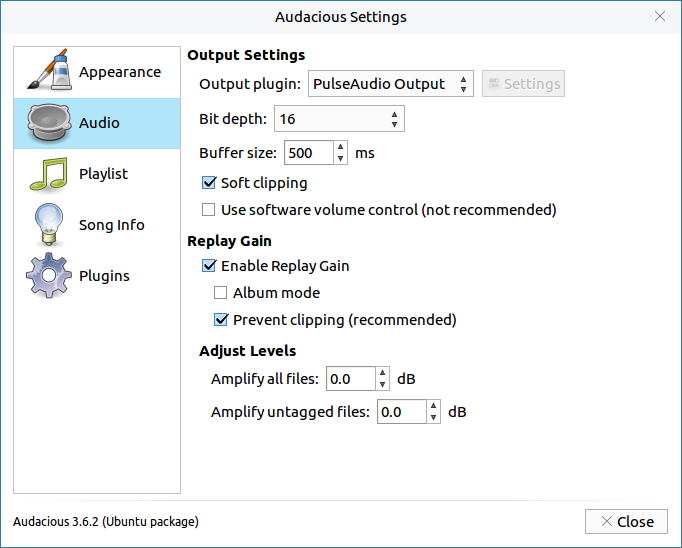 Audacious Settings
Appearance
Audio
Playlist
Song Info
Plugins
Output Settings
Output plugin: PulseAudio Output Settings
Bit depth: 16
Buffer size: 500 ms
Soft clipping
Use software volume control (not recommended)
Replay Gain
Enable Replay Gain
Album mode
Prevent clipping (recommended)
Adjust Levels
Amplify all files: 0.0 dB
Amplify untagged files: 0.0 dB
Audacious 3.6.2 (Ubuntu package)
Close